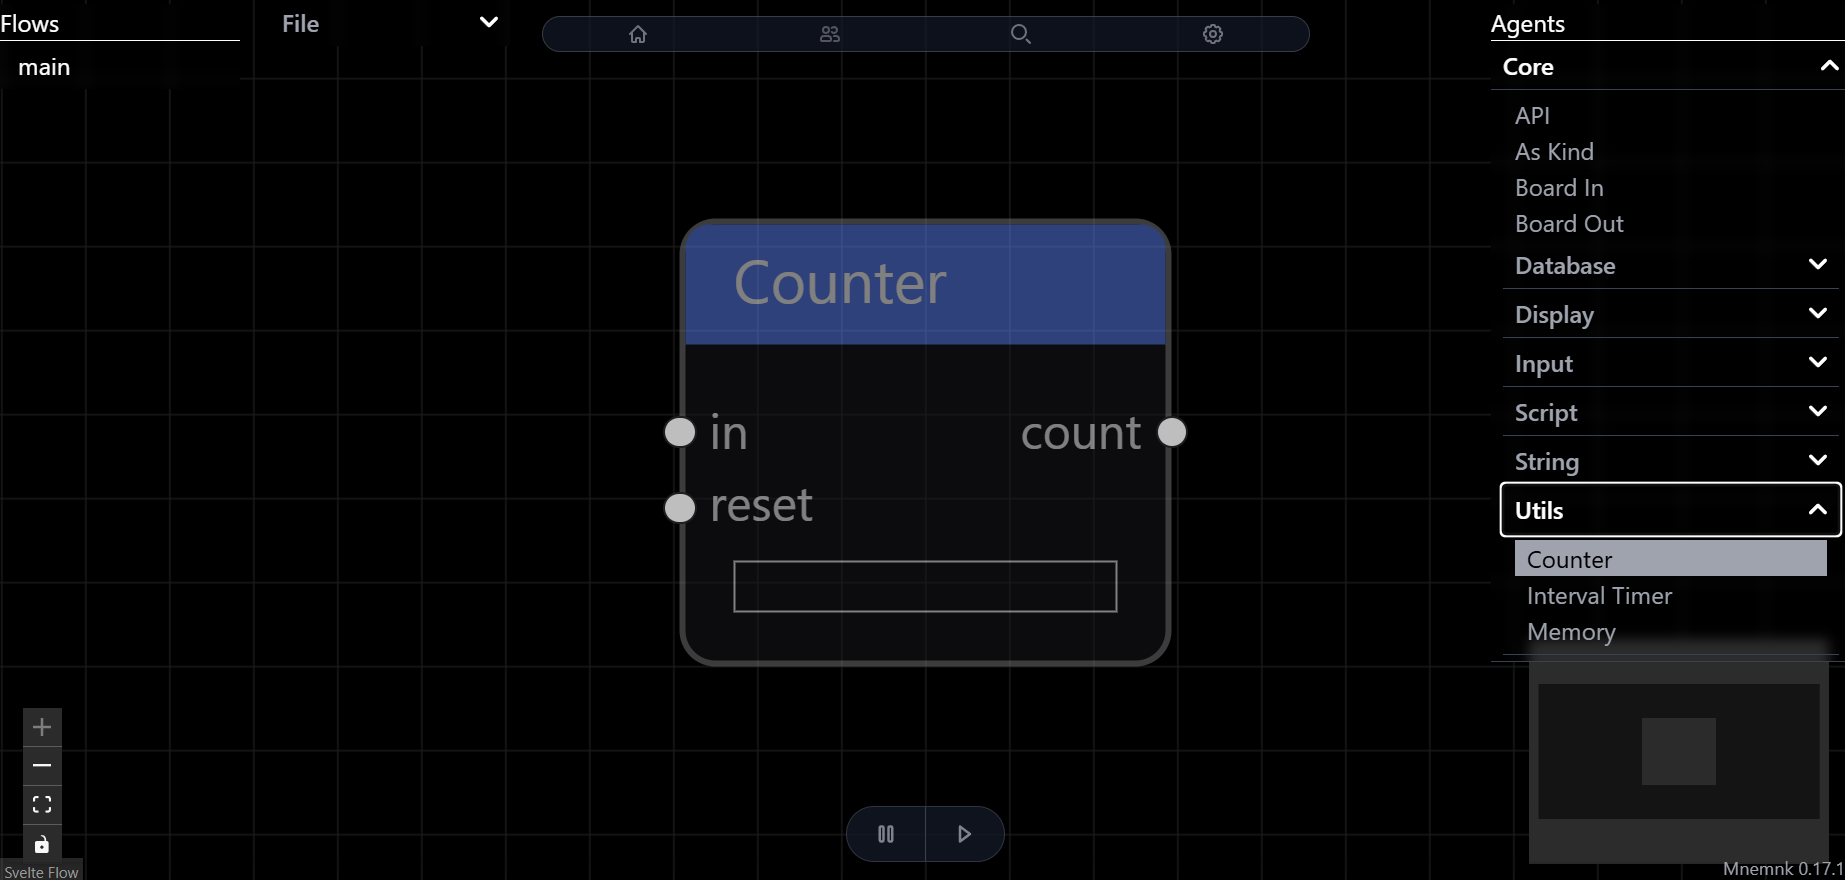 Flows
main
File
Counter
in
count
reset
Agents
Core
API
As Kind
Board In
Board Out
Database
Display
Input
Script
String
Utils
Counter
Interval Timer
Memory
Svelte Flow
Mnemnk 0.17.1